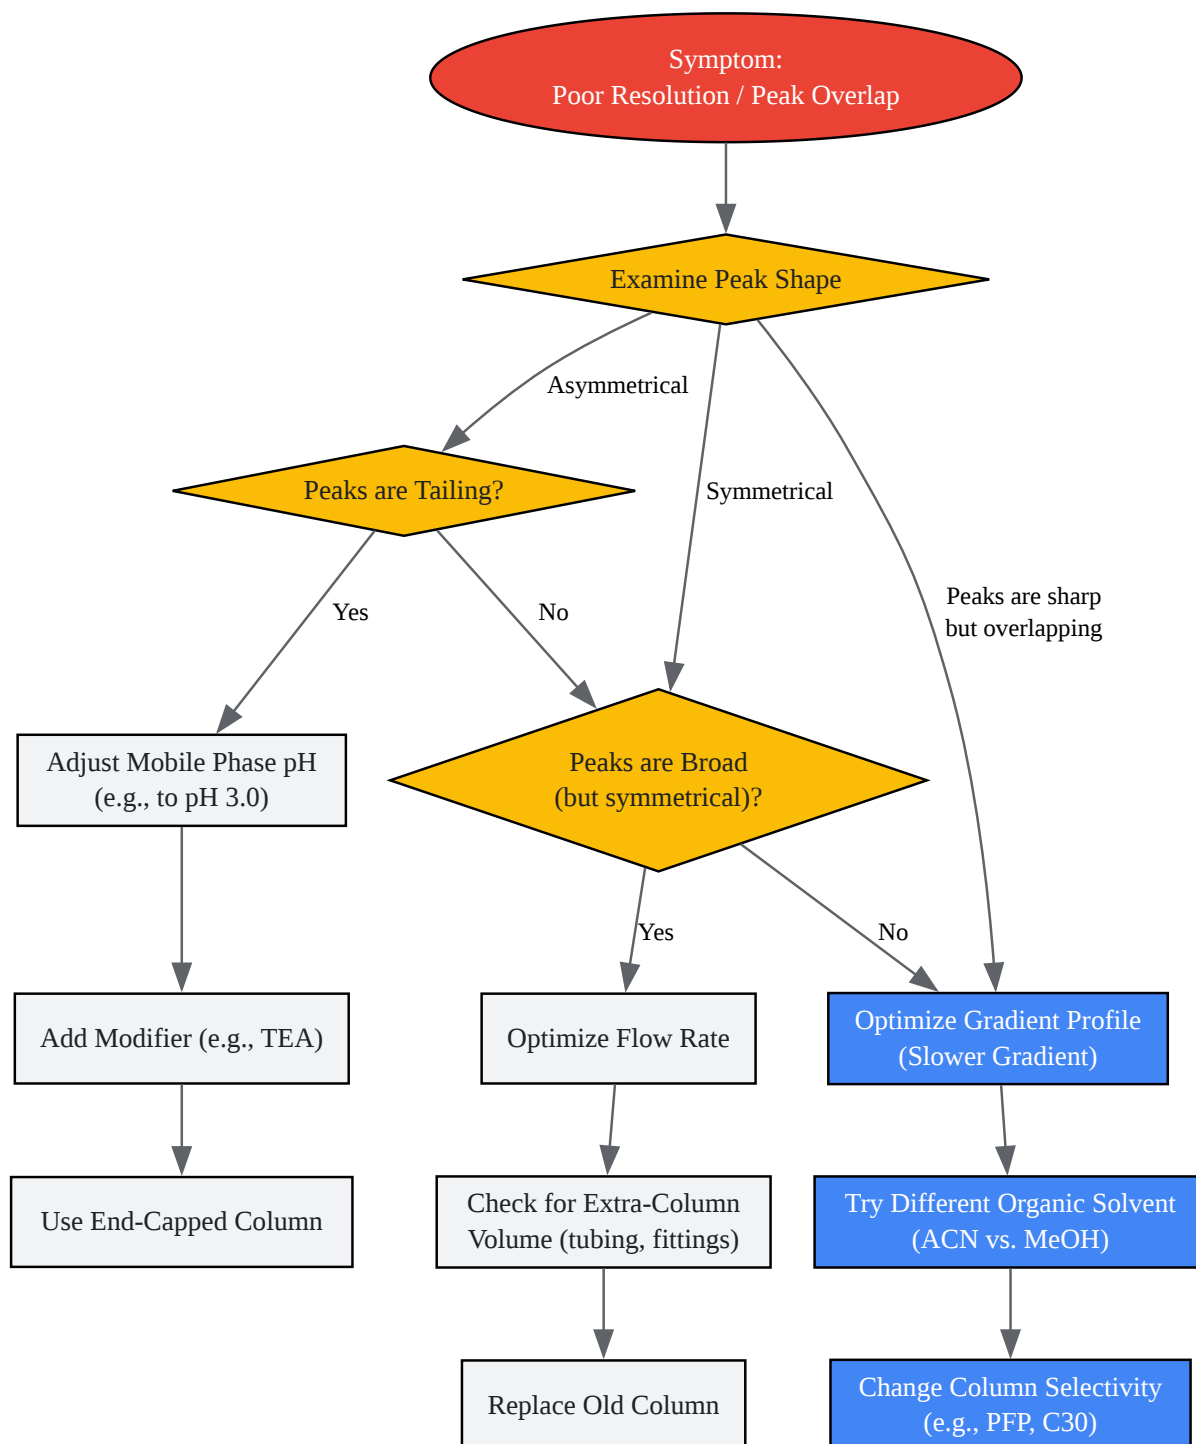 Symptom:
Poor Resolution / Peak Overlap
Examine Peak Shape
Asymmetrical
Peaks are Tailing?
Symmetrical
Peaks are sharp
but overlapping
Yes
No
Adjust Mobile Phase pH
(e.g., to pH 3.0)
Peaks are Broad
(but symmetrical)?
Yes
No
Add Modifier (e.g., TEA)
Optimize Flow Rate
Optimize Gradient Profile
(Slower Gradient)
Use End-Capped Column
Check for Extra-Column
Volume (tubing, fittings)
Try Different Organic Solvent
(ACN vs. MeOH)
Replace Old Column
Change Column Selectivity
(e.g., PFP, C30)